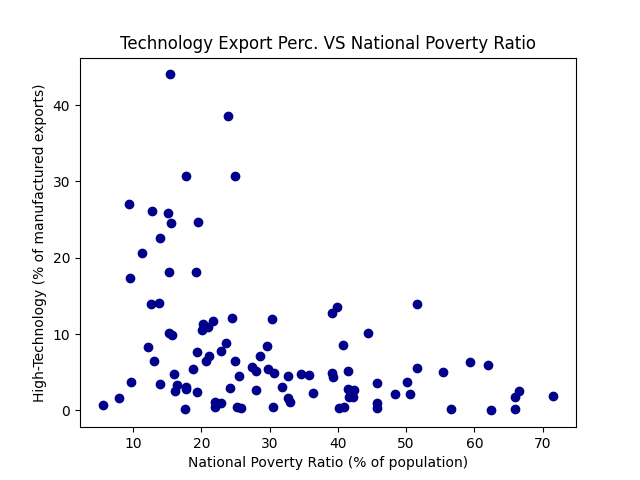 Technology Export Perc. VS National Poverty Ratio
High-Technology (% of manufactured exports)
40
30
20
10
0
10 20 30 40 50 60 70
National Poverty Ratio (% of population)